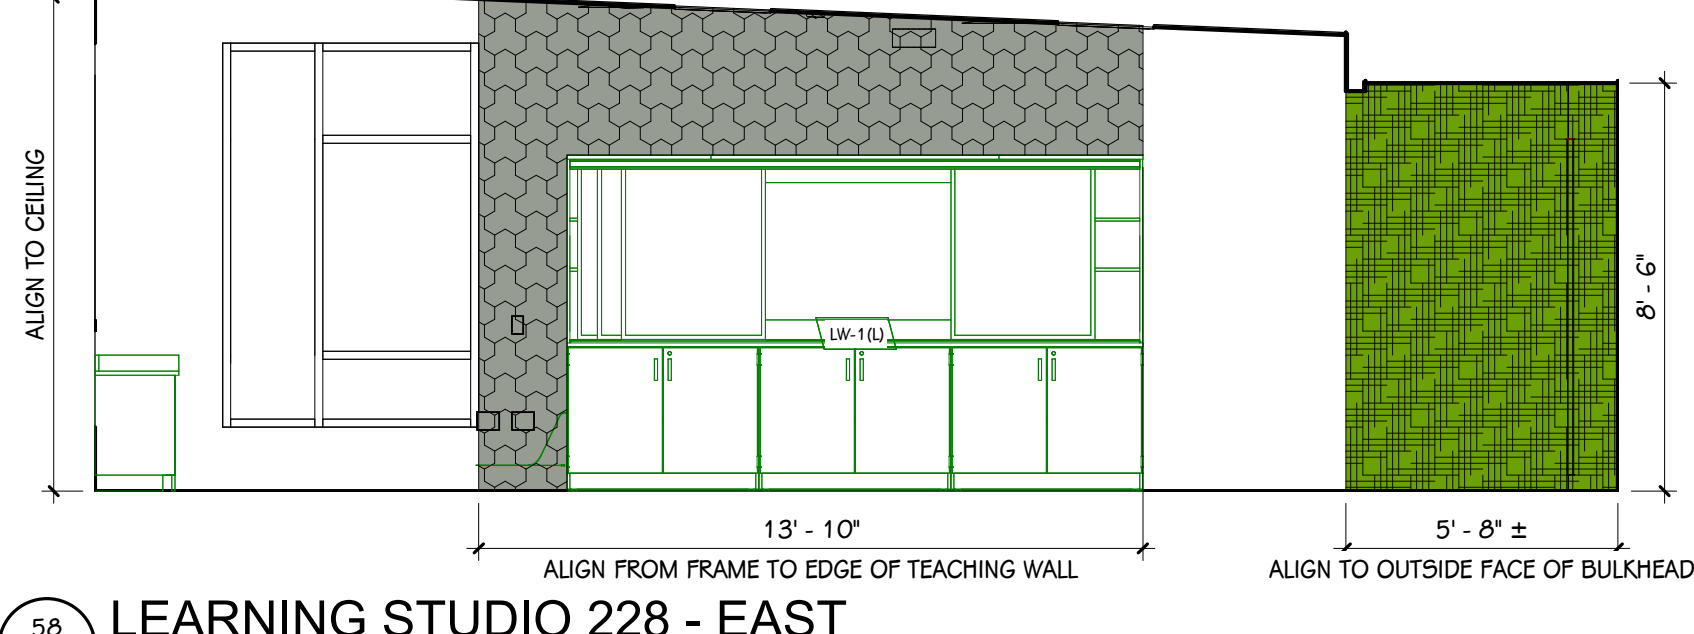 ALIGN TO CEILING
LW-1(L)
8' - 6"
13' - 10"
ALIGN FROM FRAME TO EDGE OF TEACHING WALL
5' - 8" ±
ALIGN TO OUTSIDE FACE OF BULKHEAD
58
LEARNING STUDIO 228 - EAST